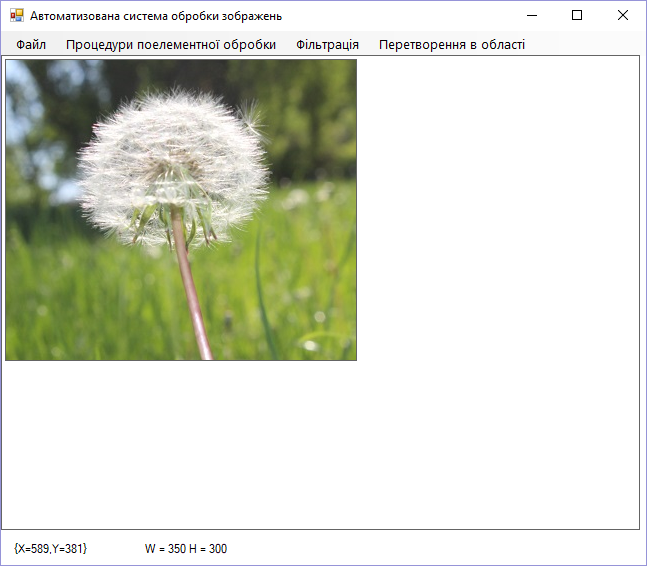 Автоматизована система обробки зображень
Файл Процедури поелементної обробки Фільтрація Перетворення в області
{X=589,Y=381} W = 350 H = 300